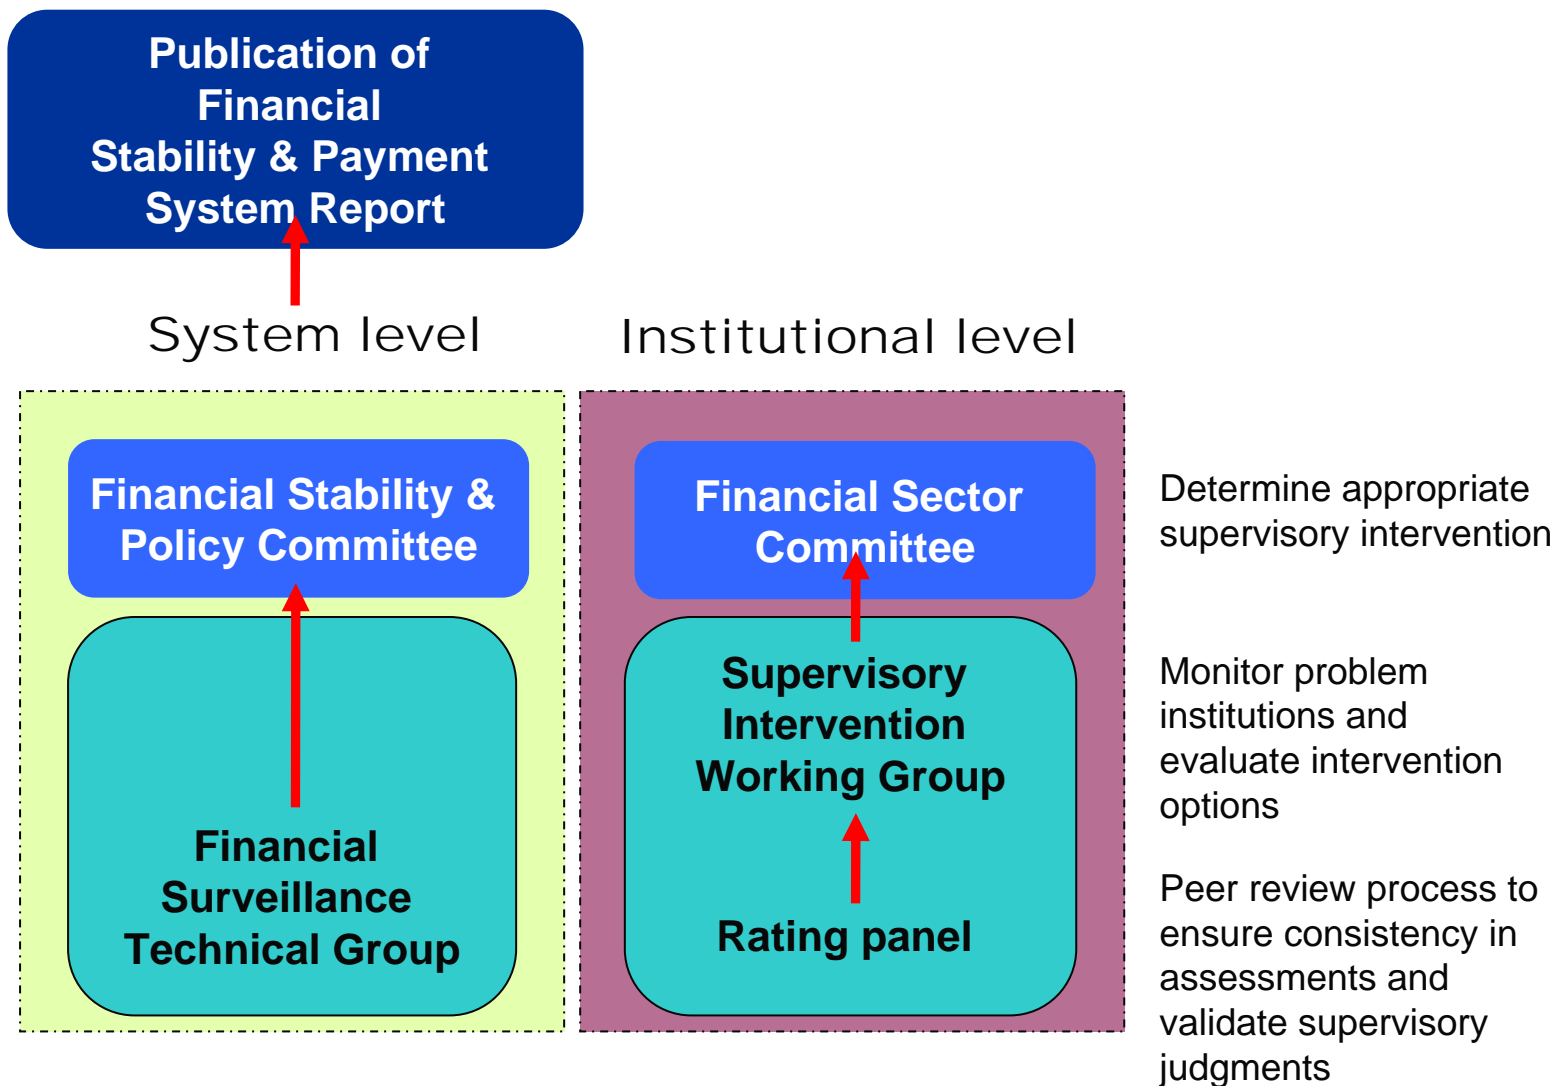 Publication of
Financial
Stability & Payment
System Report
System level
Institutional level
Financial Stability &
Policy Committee
Financial
Surveillance
Technical Group
Financial Sector
Committee
Supervisory
Intervention
Working Group
Rating panel
Determine appropriate
supervisory intervention
Monitor problem
institutions and
evaluate intervention
options
Peer review process to
ensure consistency in
assessments and
validate supervisory
judgments